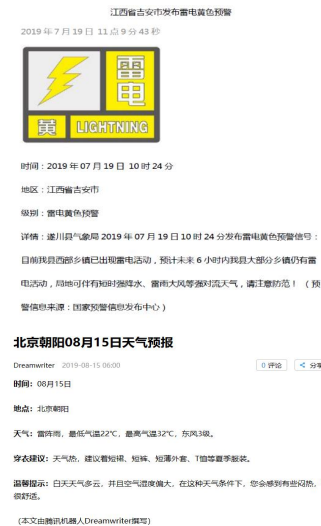 江西省吉安市发布雷电黄色预警
2019 年 7 月 19 日 11 点 9 分 43 秒
雷电
黄 LIGHTNING
时间：2019 年 07 月 19 日 10 时 24 分
地区：江西省吉安市
级别：雷电黄色预警
详情：遂川县气象局 2019 年 07 月 19 日 10 时 24 分发布雷电黄色预警信号：
目前我县西部乡镇已出现雷电活动，预计未来 6 小时内我县大部分乡镇仍有雷
电活动，局地可伴有短时强降水、雷雨大风等强对流天气，请注意防范！（预
警信息来源：国家预警信息发布中心）
北京朝阳08月15日天气预报
Dreamwriter 2019-08-15 06:00 0 评论 分享
时间：08月15日
地点：北京朝阳
天气：雷阵雨，最低气温22℃，最高气温32℃，东风3级。
穿衣建议：天气热，建议着短裙、短裤、短薄外套、T恤等夏季服装。
温馨提示：白天天气多云，并且空气湿度偏大，在这种天气条件下，您会感到有些闷热，
很舒适。
(本文由腾讯机器人Dreamwriter撰写)